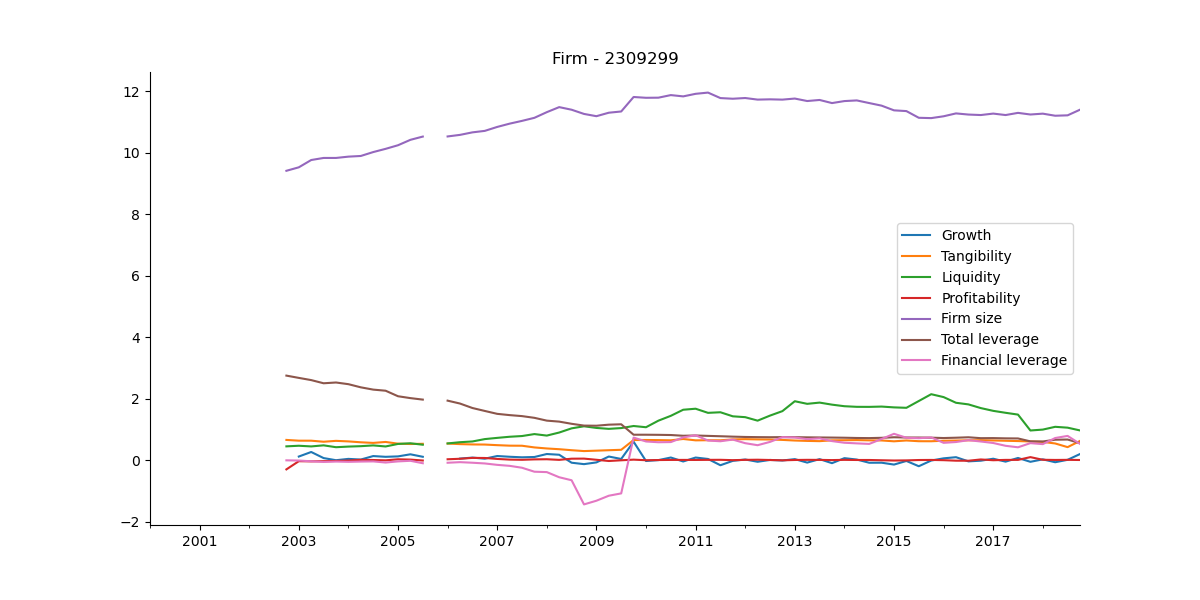 Firm - 2309299
12
10
8
6
4
2
0
−2
Growth
Tangibility
Liquidity
Profitability
Firm size
Total leverage
Financial leverage
2001 2003 2005 2007 2009 2011 2013 2015 2017